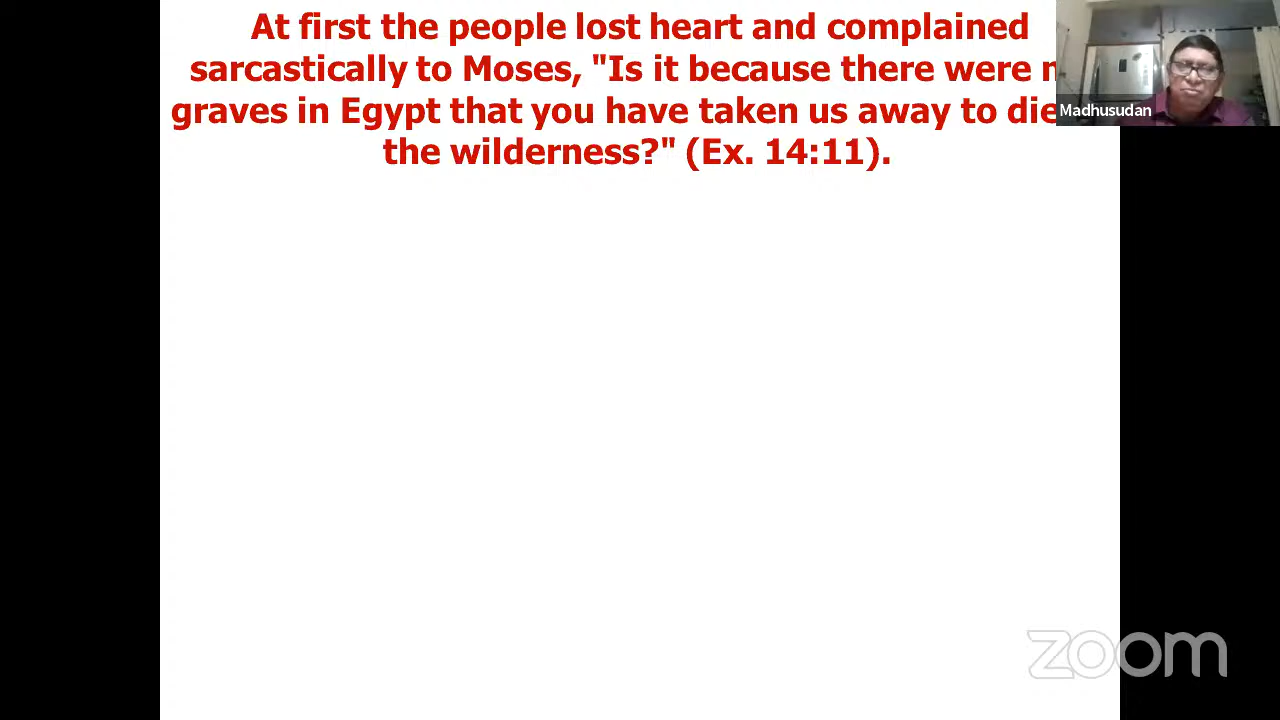 At first the people lost heart and complained
sarcastically to Moses, "Is it because there were
graves in Egypt that you have taken us away to die
the wilderness?" (Ex. 14:11).
Madhusudan
zoom